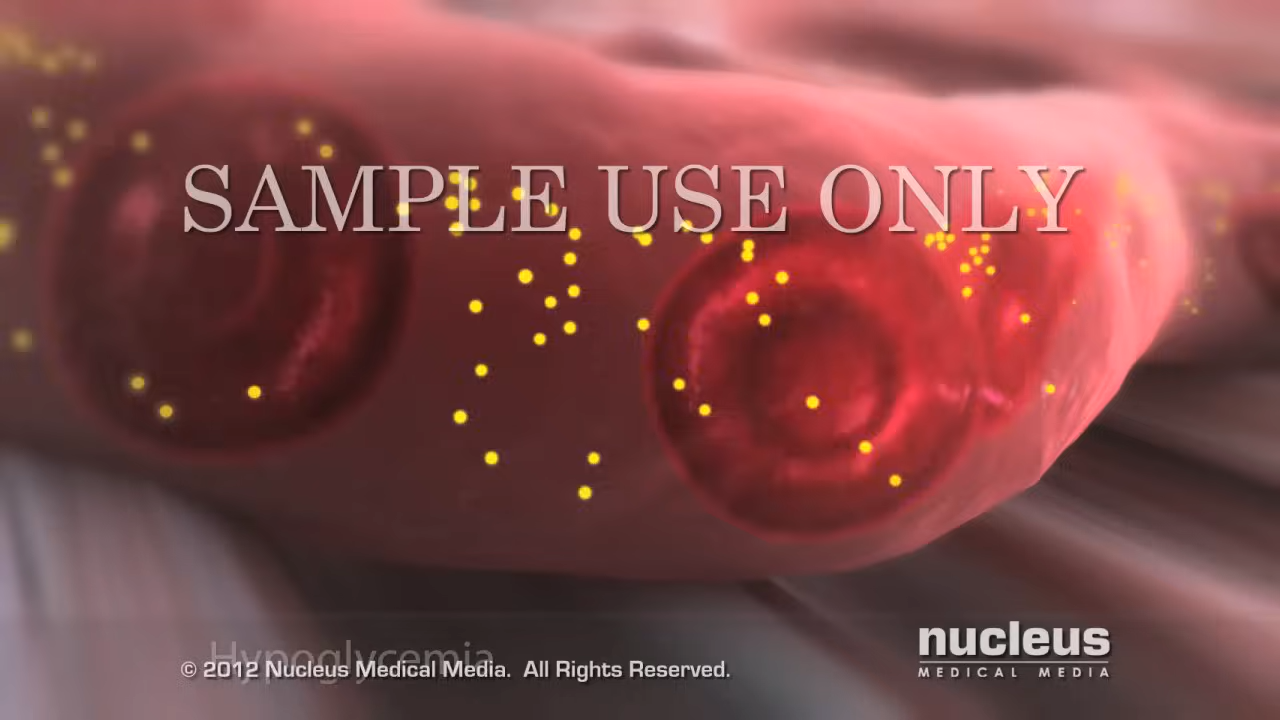 SAMPLE USE ONLY
Hypoglycemia
© 2012 Nucleus Medical Media. All Rights Reserved.
nucleus
MEDICAL MEDIA